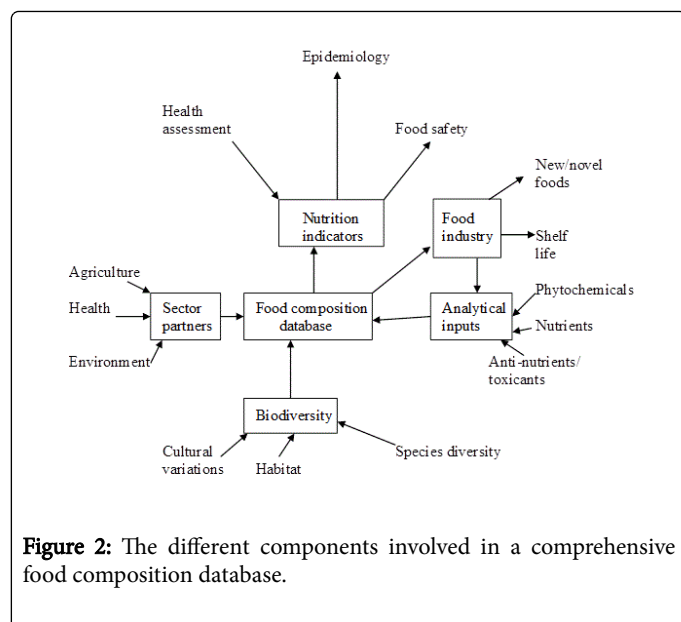 Epidemiology
Health
assessment
Food safety
New/novel
foods
Nutrition
indicators
Food
industry
Shelf
life
Agriculture
Health
Environment
Sector
partners
Food composition
database
Analytical
inputs
Phytochemicals
Nutrients
Anti-nutrients/
toxicants
Biodiversity
Cultural
variations
Habitat
Species diversity
Figure 2: The different components involved in a comprehensive
food composition database.